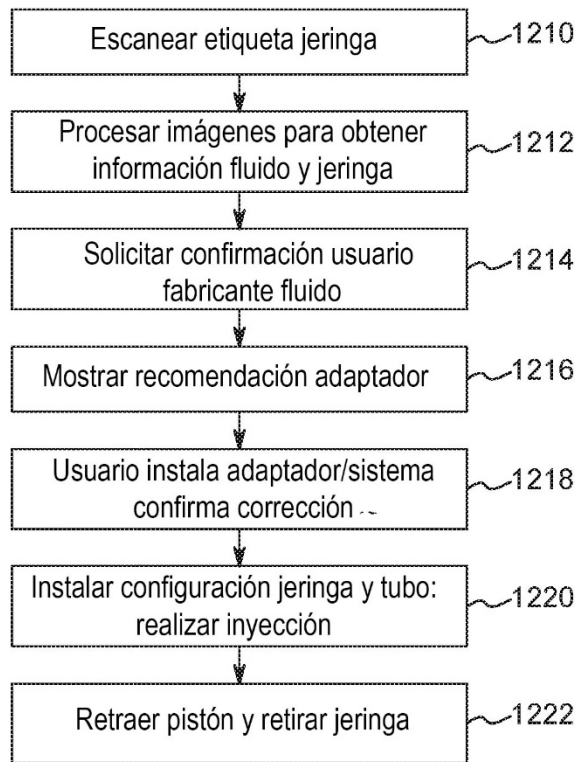 Escanear etiqueta jeringa
1210
Procesar imágenes para obtener
información fluido y jeringa
1212
Solicitar confirmación usuario
fabricante fluido
1214
Mostrar recomendación adaptador
1216
Usuario instala adaptador/sistema
confirma corrección
1218
Instalar configuración jeringa y tubo:
realizar inyección
1220
Retraer pistón y retirar jeringa
1222